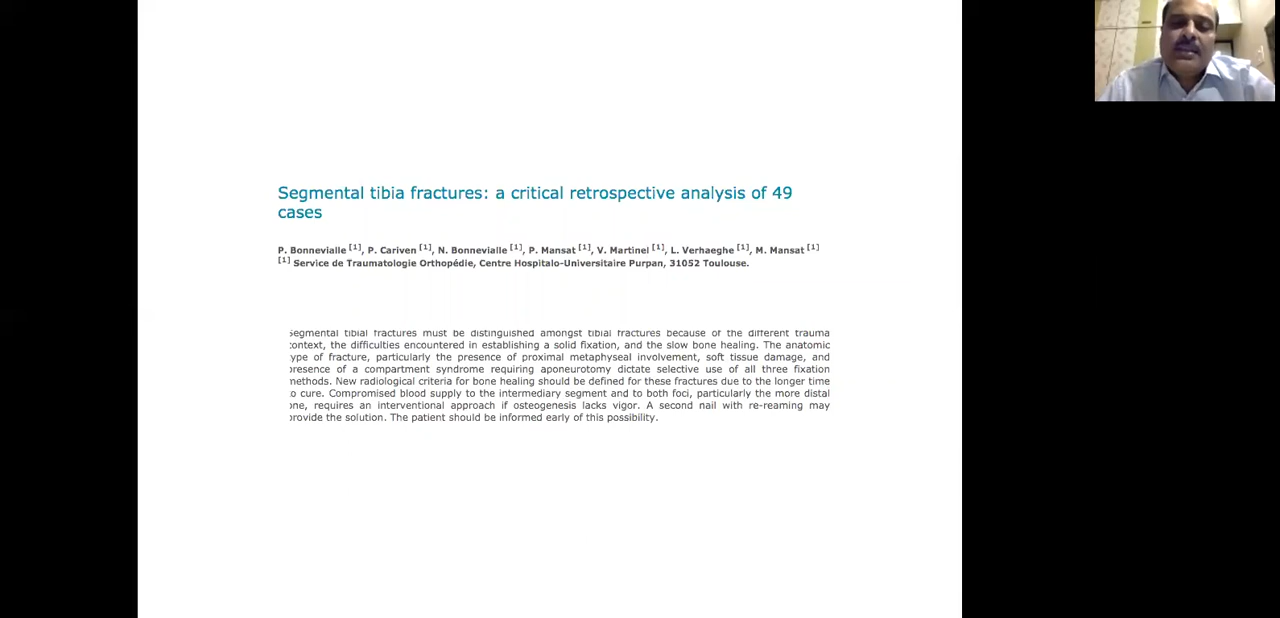 Segmental tibia fractures: a critical retrospective analysis of 49
cases
P. Bonnevialle [1], P. Cariven [1], N. Bonnevialle [1], P. Mansat [1], V. Martinel [1], L. Verhaeghe [1], M. Mansat [1]
[1] Service de Traumatologie Orthopédie, Centre Hospitalo-Universitaire Purpan, 31052 Toulouse.
Segmental tibial fractures must be distinguished amongst tibial fractures because of the different trauma
context, the difficulties encountered in establishing a solid fixation, and the slow bone healing. The anatomic
type of fracture, particularly the presence of proximal metaphyseal involvement, soft tissue damage, and
presence of a compartment syndrome requiring aponeurotomy dictate selective use of all three fixation
methods. New radiological criteria for bone healing should be defined for these fractures due to the longer time
to cure. Compromised blood supply to the intermediary segment and to both foci, particularly the more distal
one, requires an interventional approach if osteogenesis lacks vigor. A second nail with re-reaming may
provide the solution. The patient should be informed early of this possibility.